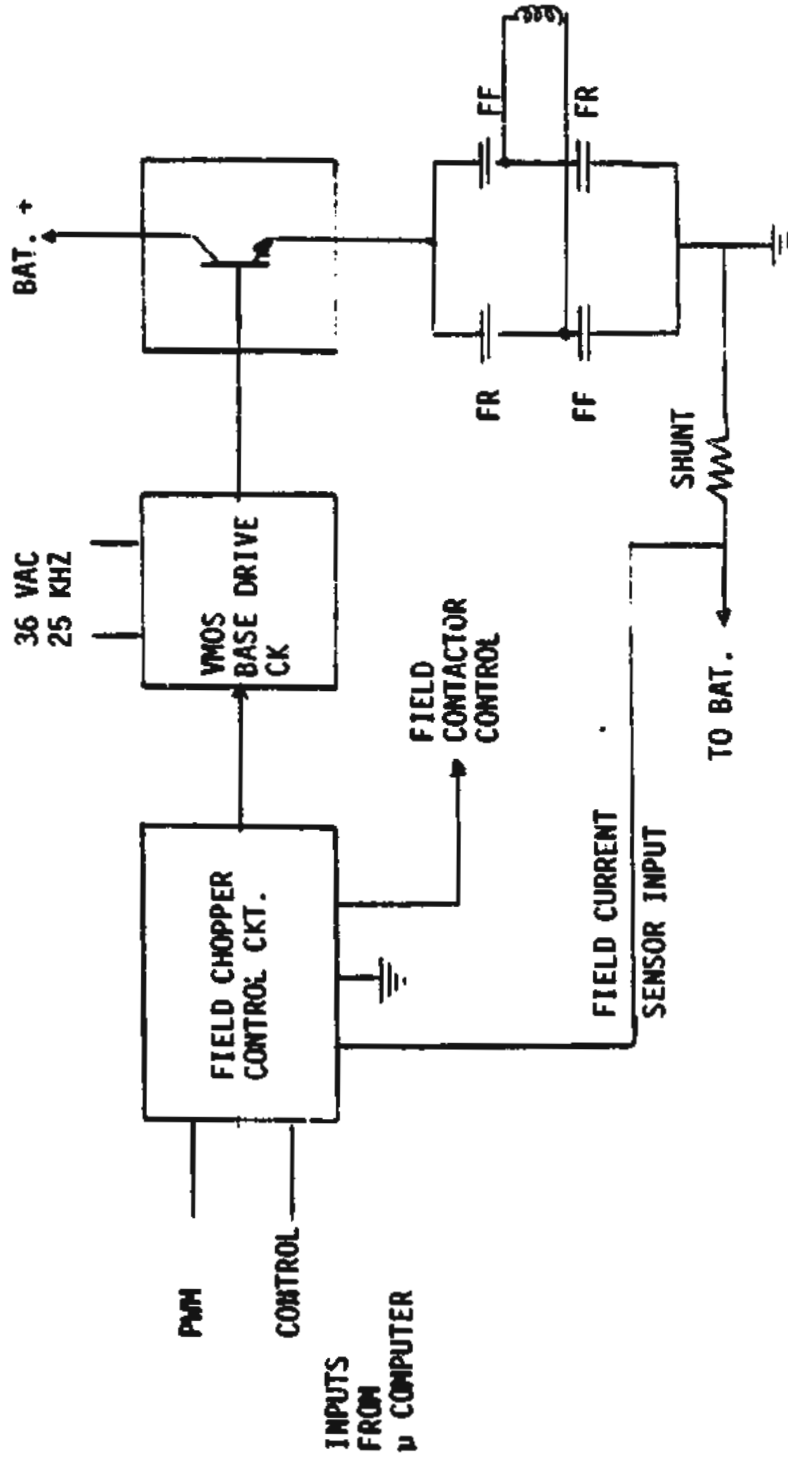 BAT. +
36 VAC
25 KHZ
VMOS
BASE DRIVE
CK
FIELD CHOPPER
CONTROL CKT.
PWM
CONTROL
INPUTS
FROM
μ COMPUTER
FIELD
CONTACTOR
CONTROL
FIELD CURRENT
SENSOR INPUT
FR
FF
FF
FR
SHUNT
TO BAT.